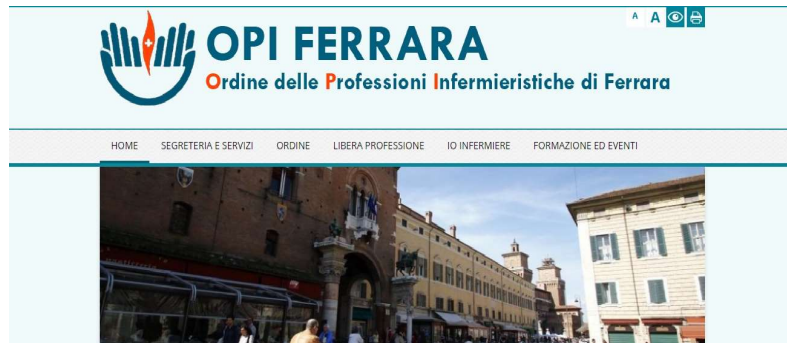 A A
OPI FERRARA
Ordine delle Professioni Infermieristiche di Ferrara
HOME SEGRETERIA E SERVIZI ORDINE LIBERA PROFESSIONE IO INFERMIERE FORMAZIONE ED EVENTI